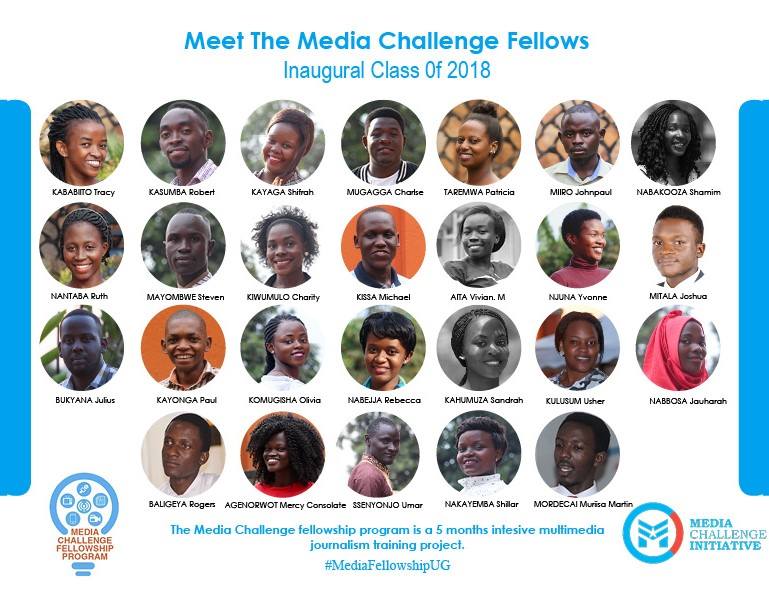 Meet The Media Challenge Fellows
Inaugural Class 0f 2018
KABABIITO Tracy
KASUMBA Robert
KAYAGA Shifrah
MUGAGGA Charlse
TAREMWA Patricia
MIIRO Johnpaul
NABAKOOZA Shamim
NANTABA Ruth
MAYOMBWE Steven
KIWUMULO Charity
KISSA Michael
AITA Vivian. M
NJUNA Yvonne
MITALA Joshua
BUKYANA Julius
KAYONGA Paul
KOMUGISHA Olivia
NABEJJA Rebecca
KAHUMUZA Sandrah
KULUSUM Usher
NABBOSA Jauharah
BALIGEYA Rogers
AGENORWOT Mercy Consolate
SSENYONJO Umar
NAKAYEMBA Shillar
MORDECAI Muriisa Martin
MEDIA
CHALLENGE
FELLOWSHIP
PROGRAM
The Media Challenge fellowship program is a 5 months intesive multimedia
journalism training project.
#MediaFellowshipUG
MEDIA
CHALLENGE
INITIATIVE